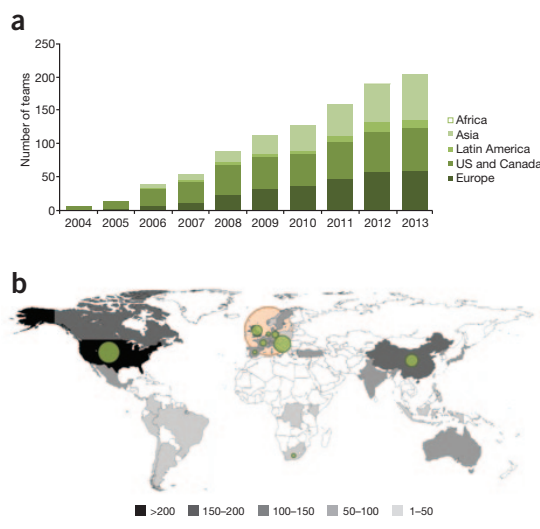 a
250
200
150
100
50
0
Number of teams
2004 2005 2006 2007 2008 2009 2010 2011 2012 2013
Africa
Asia
Latin America
US and Canada
Europe
b
>200 150–200 100–150 50–100 1–50